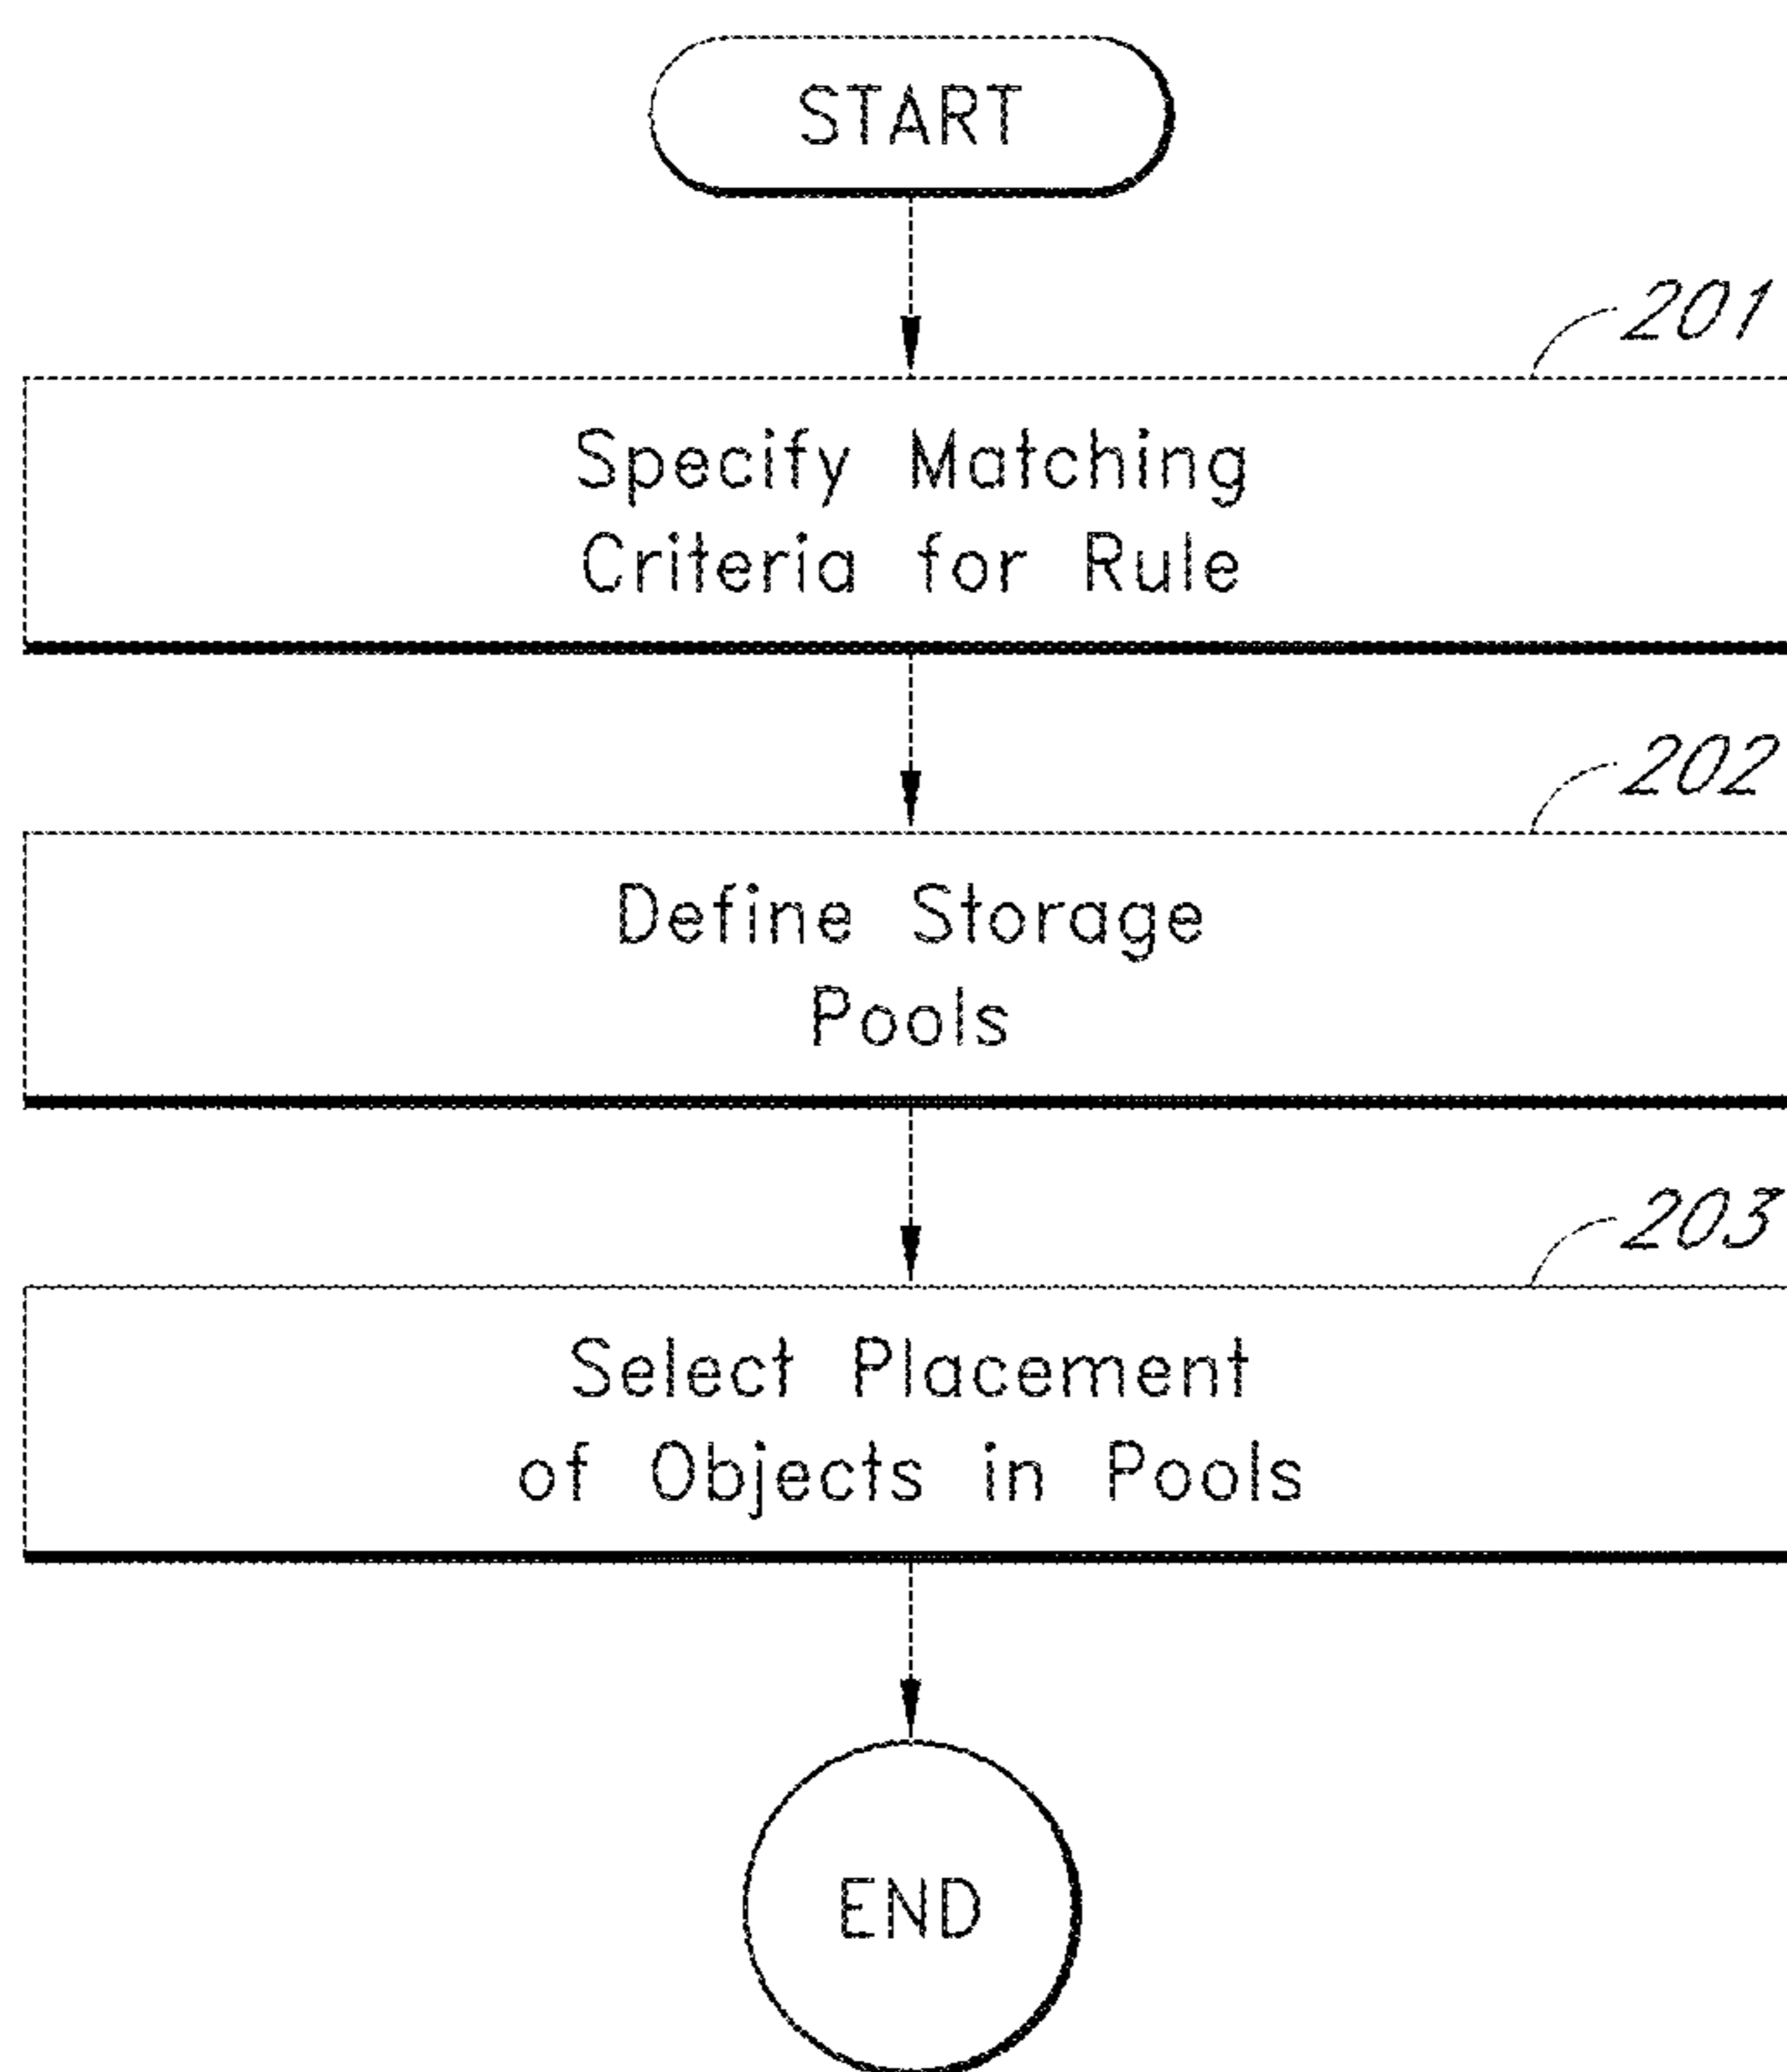 START
201
Specify Matching
Criteria for Rule
202
Define Storage
Pools
203
Select Placement
of Objects in Pools
END